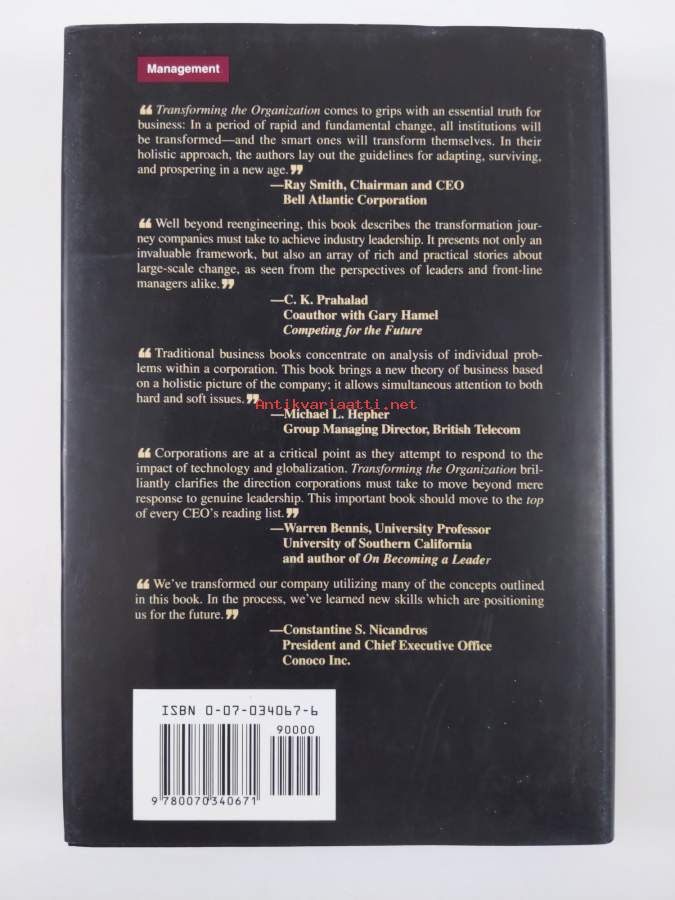 Management
❝ Transforming the Organization comes to grips with an essential truth for
business: In a period of rapid and fundamental change, all institutions will
be transformed—and the smart ones will transform themselves. In their
holistic approach, the authors lay out the guidelines for adapting, surviving,
and prospering in a new age.❞
—Ray Smith, Chairman and CEO
Bell Atlantic Corporation
❝ Well beyond reengineering, this book describes the transformation jour-
ney companies must take to achieve industry leadership. It presents not only an
invaluable framework, but also an array of rich and practical stories about
large-scale change, as seen from the perspectives of leaders and front-line
managers alike.❞
—C. K. Prahalad
Coauthor with Gary Hamel
Competing for the Future
❝ Traditional business books concentrate on analysis of individual prob-
lems within a corporation. This book brings a new theory of business based
on a holistic picture of the company; it allows simultaneous attention to both
hard and soft issues.❞
Antikvariaatti.net
—Michael L. Hepher
Group Managing Director, British Telecom
❝ Corporations are at a critical point as they attempt to respond to the
impact of technology and globalization. Transforming the Organization bril-
liantly clarifies the direction corporations must take to move beyond mere
response to genuine leadership. This important book should move to the top
of every CEO's reading list.❞
—Warren Bennis, University Professor
University of Southern California
and author of On Becoming a Leader
❝ We've transformed our company utilizing many of the concepts outlined
in this book. In the process, we've learned new skills which are positioning
us for the future.❞
—Constantine S. Nicandros
President and Chief Executive Office
Conoco Inc.
ISBN 0-07-034067-6
90000
9 780070 340671